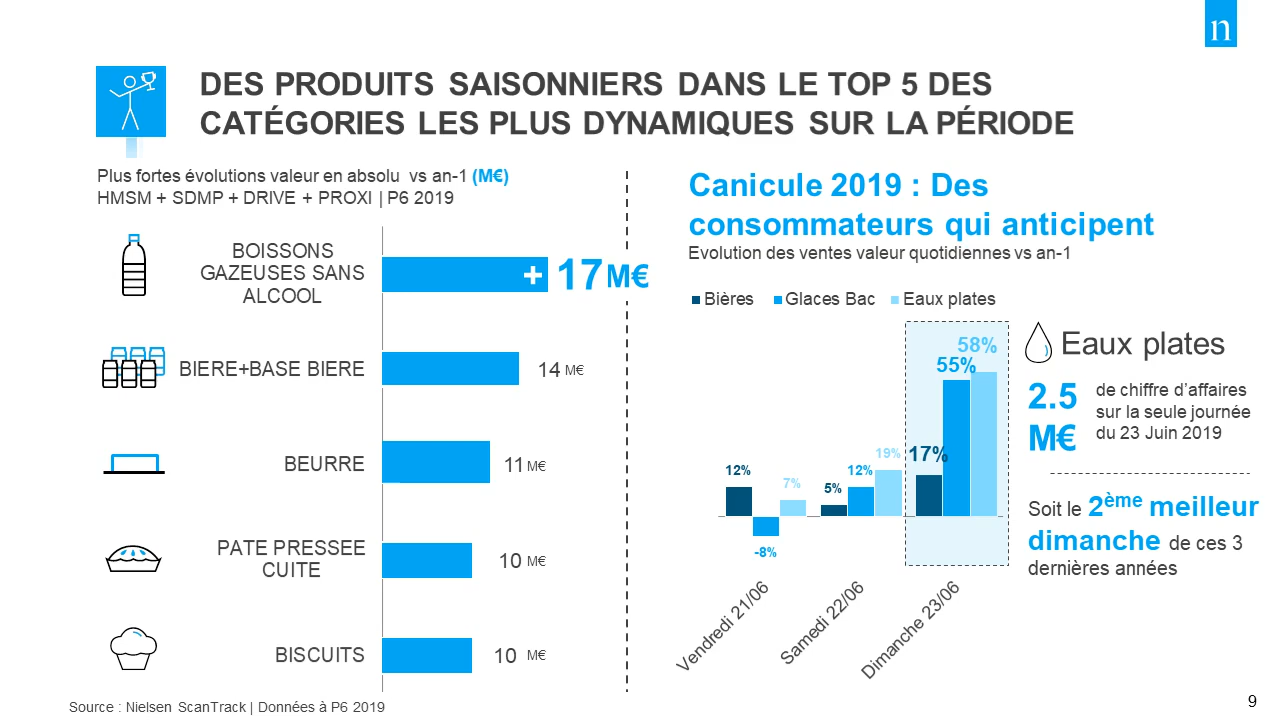 n
DES PRODUITS SAISONNIERS DANS LE TOP 5 DES
CATÉGORIES LES PLUS DYNAMIQUES SUR LA PÉRIODE
Plus fortes évolutions valeur en absolu vs an-1 (M€)
HMSM + SDMP + DRIVE + PROXI | P6 2019
BOISSONS
GAZEUSES SANS
ALCOOL
+ 17 M€
BIERE+BASE BIERE
14 M€
BEURRE
11 M€
PATE PRESSEE
CUITE
10 M€
BISCUITS
10 M€
Canicule 2019 : Des
consommateurs qui anticipent
Evolution des ventes valeur quotidiennes vs an-1
Bières Glaces Bac Eaux plates
12%
-8%
7%
5%
12%
19%
17%
55%
58%
Vendredi 21/06
Samedi 22/06
Dimanche 23/06
Eaux plates
2.5
M€
de chiffre d’affaires
sur la seule journée
du 23 Juin 2019
Soit le 2ème meilleur
dimanche de ces 3
dernières années
Source : Nielsen ScanTrack | Données à P6 2019
9